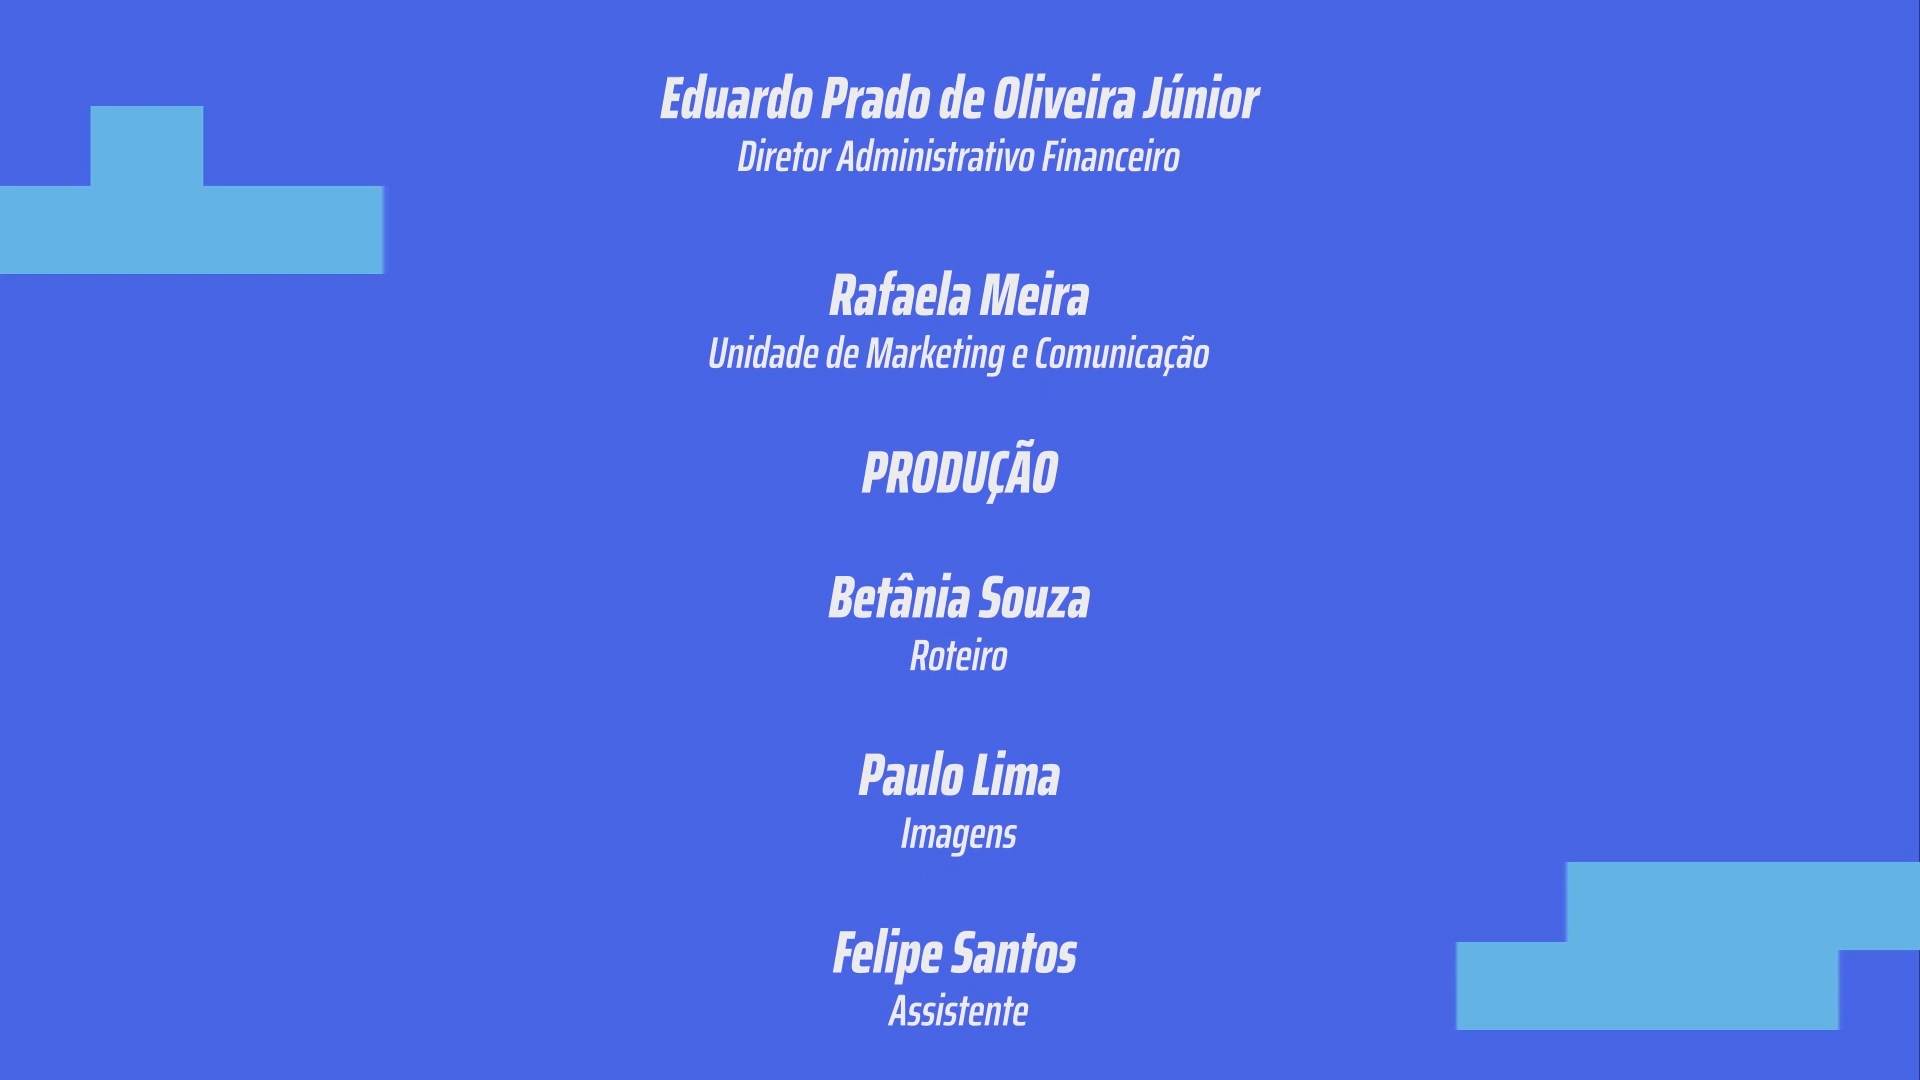 Eduardo Prado de Oliveira Júnior
Diretor Administrativo Financeiro
Rafaela Meira
Unidade de Marketing e Comunicação
PRODUÇÃO
Betânia Souza
Roteiro
Paulo Lima
Imagens
Felipe Santos
Assistente